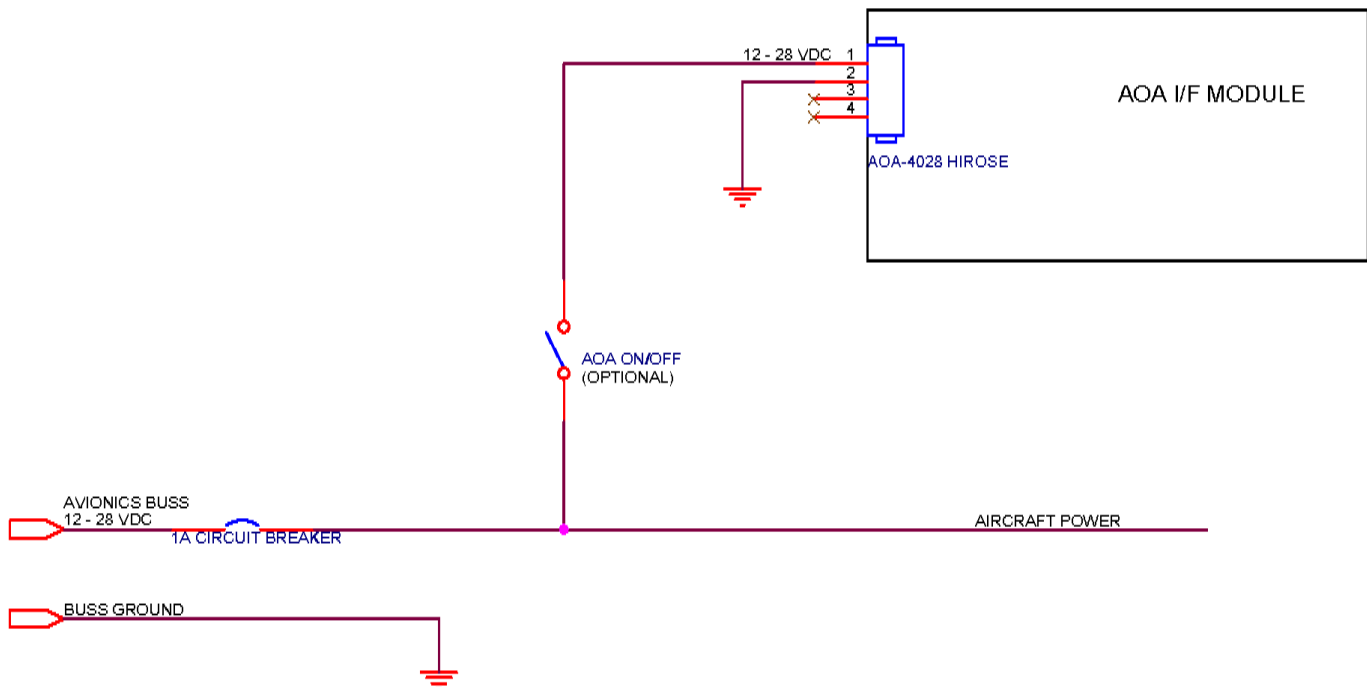 12 - 28 VDC
1
2
3
4
AOA I/F MODULE
AOA-4028 HIROSE
AOA ON/OFF
(OPTIONAL)
AVIONICS BUSS
12 - 28 VDC
1A CIRCUIT BREAKER
AIRCRAFT POWER
BUSS GROUND